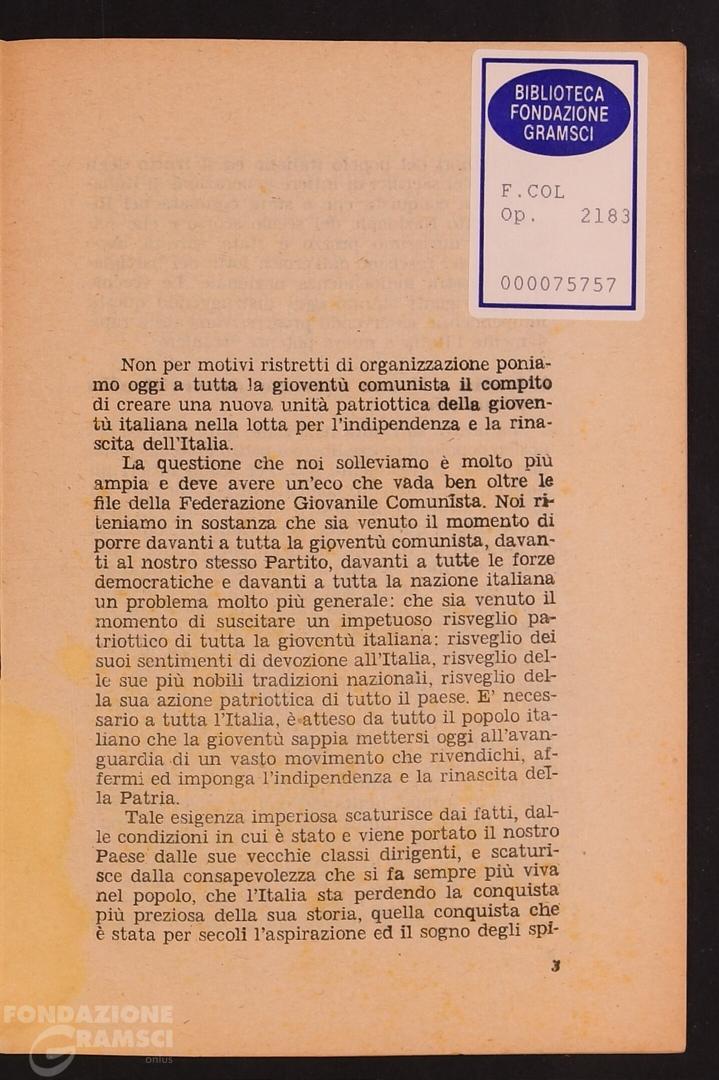 BIBLIOTECA
FONDAZIONE
GRAMSCI
F.COL
Op. 2183
000075757
Non per motivi ristretti di organizzazione ponia-
mo oggi a tutta la gioventù comunista il compito
di creare una nuova unità patriottica della gioven-
tù italiana nella lotta per l'indipendenza e la rina-
scita dell'Italia.
La questione che noi solleviamo è molto più
ampia e deve avere un'eco che vada ben oltre le
file della Federazione Giovanile Comunista. Noi ri-
teniamo in sostanza che sia venuto il momento di
porre davanti a tutta la gioventù comunista, davan-
ti al nostro stesso Partito, davanti a tutte le forze
democratiche e davanti a tutta la nazione italiana
un problema molto più generale: che sia venuto il
momento di suscitare un impetuoso risveglio pa-
triottico di tutta la gioventù italiana: risveglio dei
suoi sentimenti di devozione all'Italia, risveglio del-
le sue più nobili tradizioni nazionali, risveglio del-
la sua azione patriottica di tutto il paese. E' neces-
sario a tutta l'Italia, è atteso da tutto il popolo ita-
liano che la gioventù sappia mettersi oggi all'avan-
guardia di un vasto movimento che rivendichi, af-
fermi ed imponga l'indipendenza e la rinascita del-
la Patria.
Tale esigenza imperiosa scaturisce dai fatti, dal-
le condizioni in cui è stato e viene portato il nostro
Paese dalle sue vecchie classi dirigenti, e scaturi-
sce dalla consapevolezza che si fa sempre più viva
nel popolo, che l'Italia sta perdendo la conquista
più preziosa della sua storia, quella conquista che
è stata per secoli l'aspirazione ed il sogno degli spi-
3
FONDAZIONE
GRAMSCI
onlus